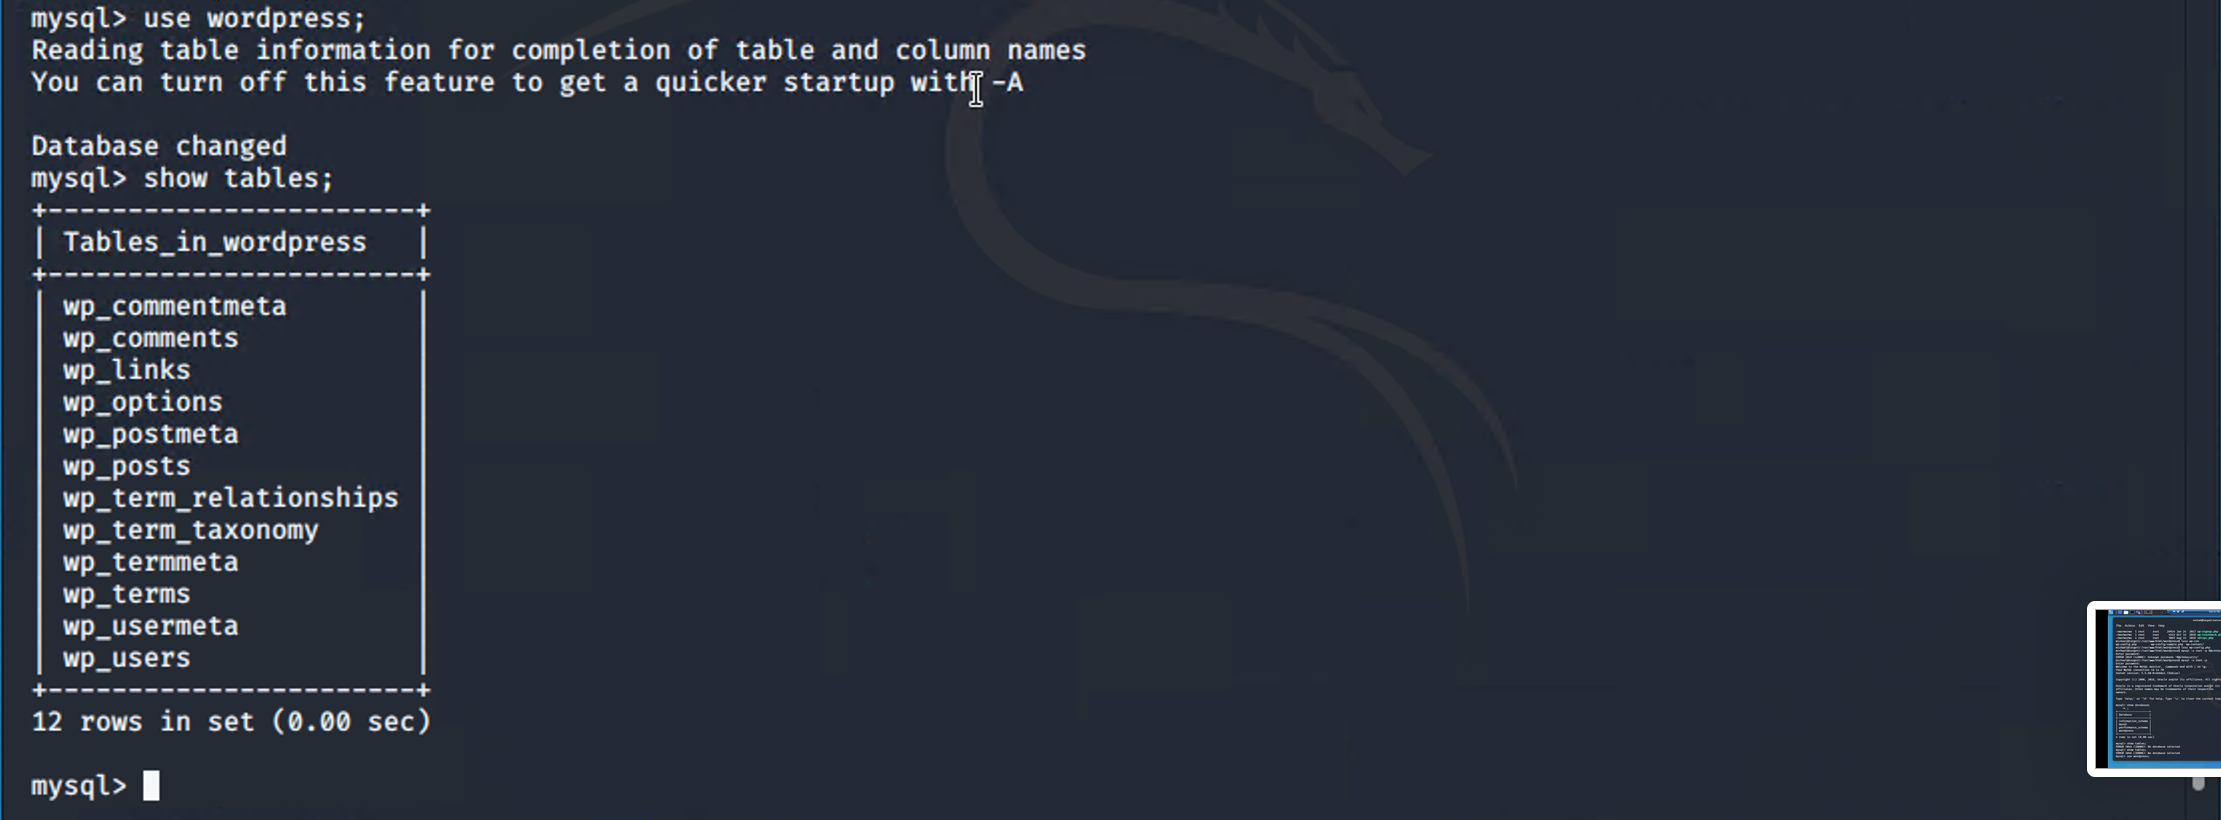 mysql> use wordpress;
Reading table information for completion of table and column names
You can turn off this feature to get a quicker startup with -A
Database changed
mysql> show tables;
+-----------------------+
| Tables_in_wordpress   |
+-----------------------+
| wp_commentmeta        |
| wp_comments           |
| wp_links              |
| wp_options            |
| wp_postmeta           |
| wp_posts              |
| wp_term_relationships |
| wp_term_taxonomy      |
| wp_termmeta           |
| wp_terms              |
| wp_usermeta           |
| wp_users              |
+-----------------------+
12 rows in set (0.00 sec)
mysql>